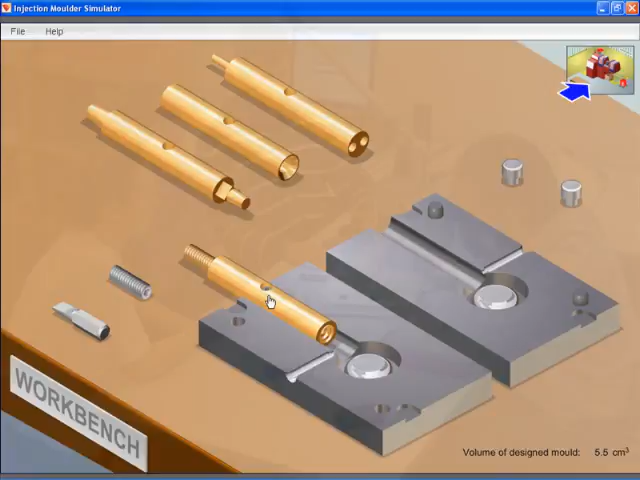 Injection Moulder Simulator
File Help
WORKBENCH
Volume of designed mould: 5.5 cm³